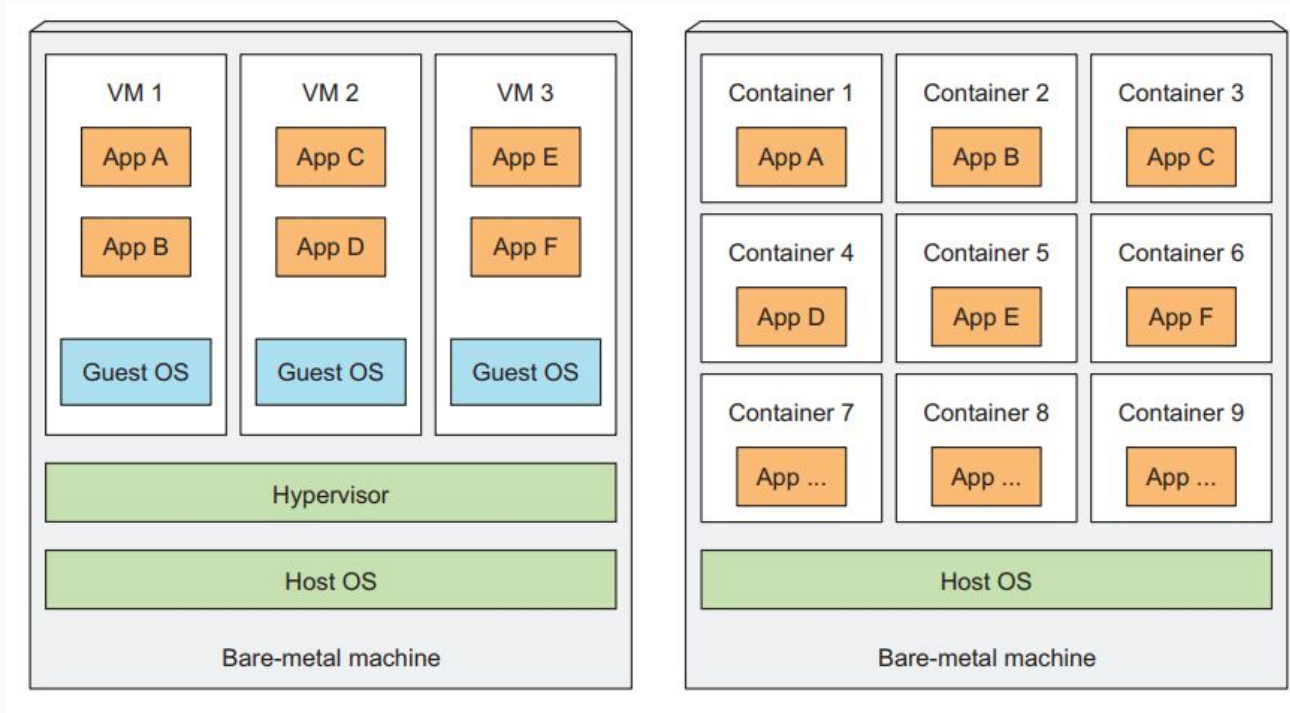 VM 1
VM 2
VM 3
App A
App C
App E
App B
App D
App F
Guest OS
Guest OS
Guest OS
Hypervisor
Host OS
Bare-metal machine
Container 1
Container 2
Container 3
App A
App B
App C
Container 4
Container 5
Container 6
App D
App E
App F
Container 7
Container 8
Container 9
App ...
App ...
App ...
Host OS
Bare-metal machine